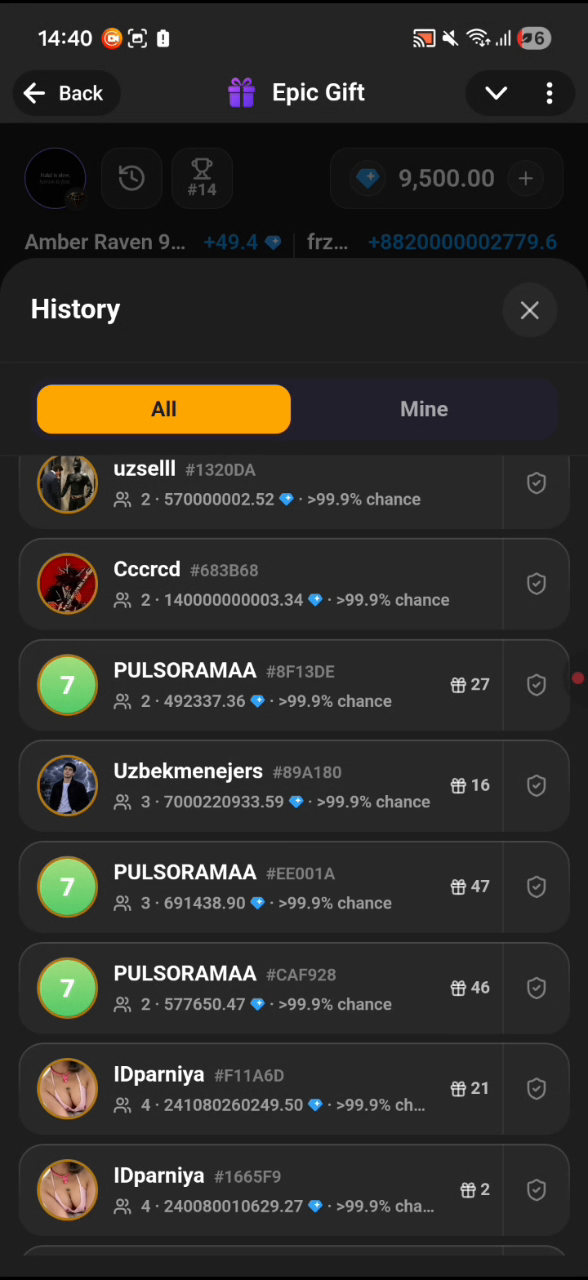 14:40
6
Back
Epic Gift
#14
9,500.00
+
Amber Raven 9... +49.4 | frz... +8820000002779.6
History
All
Mine
uzselll #1320DA
2 · 570000002.52 · >99.9% chance
Cccrcd #683B68
2 · 140000000003.34 · >99.9% chance
7
PULSORAMAA #8F13DE
2 · 492337.36 · >99.9% chance
27
Uzbekmenejers #89A180
3 · 7000220933.59 · >99.9% chance
16
7
PULSORAMAA #EE001A
3 · 691438.90 · >99.9% chance
47
7
PULSORAMAA #CAF928
2 · 577650.47 · >99.9% chance
46
IDparniya #F11A6D
4 · 241080260249.50 · >99.9% ch...
21
IDparniya #1665F9
4 · 240080010629.27 · >99.9% cha...
2